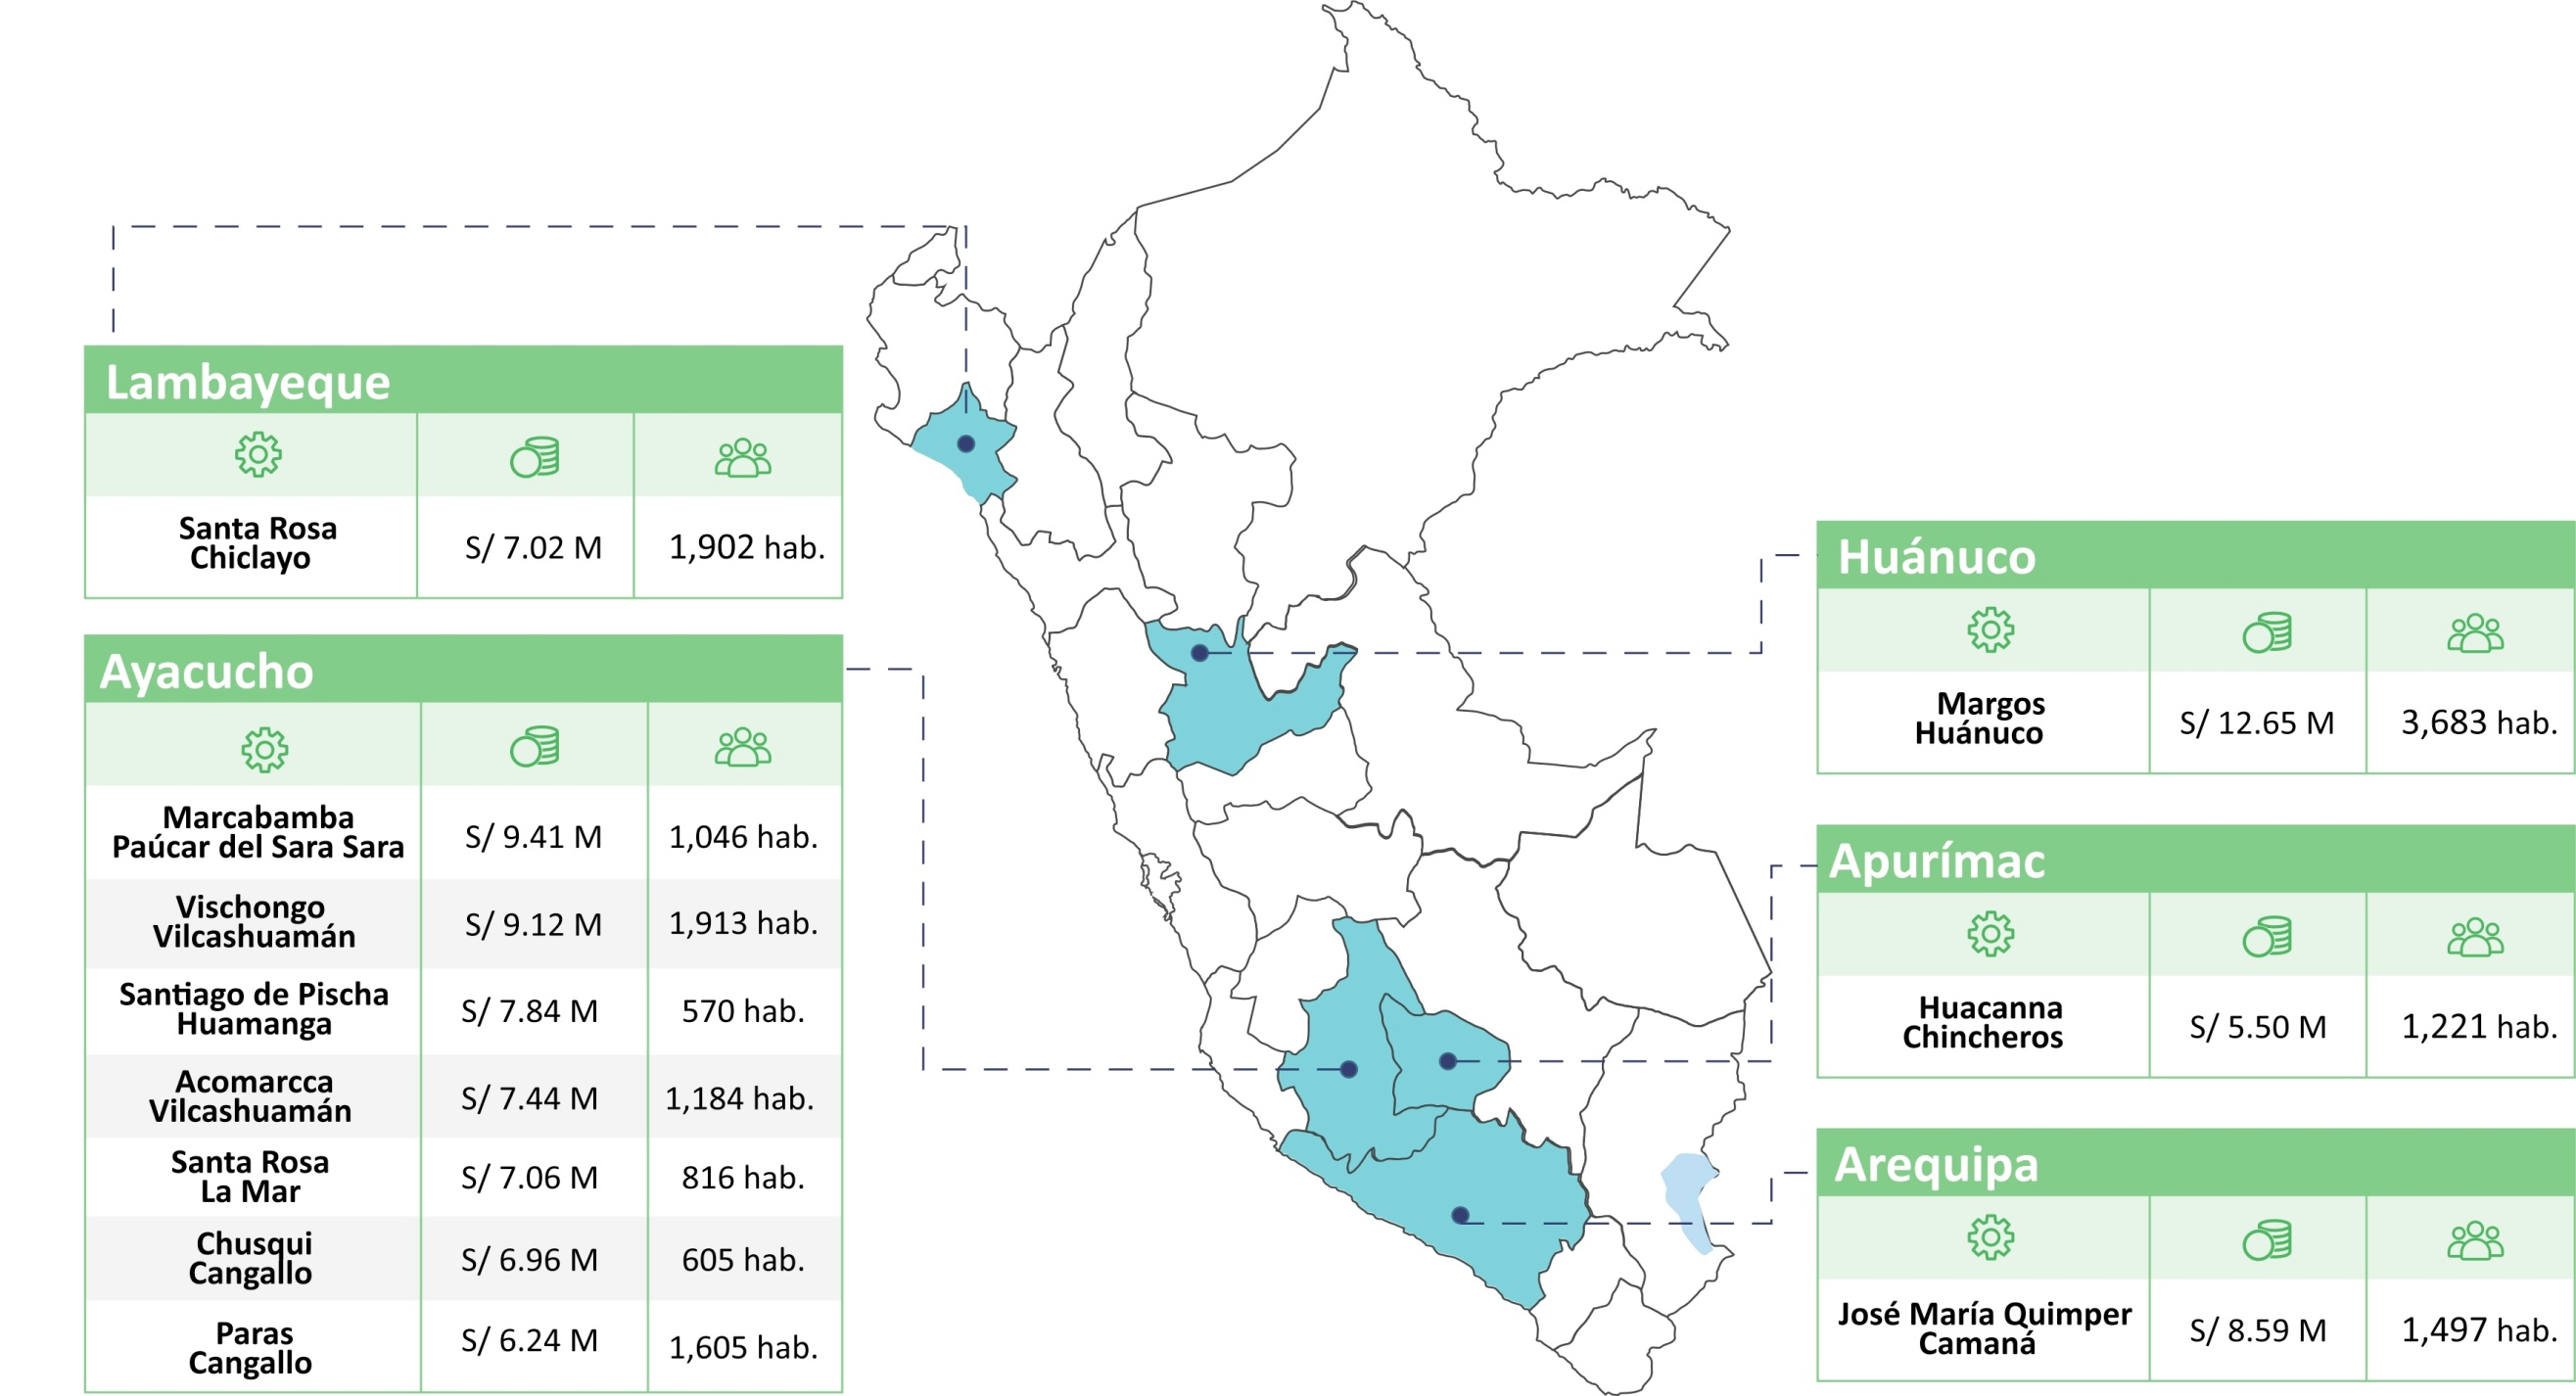 Lambayeque
Santa Rosa
Chiclayo
S/ 7.02 M
1,902 hab.
Ayacucho
Marcabamba
Paúcar del Sara Sara
S/ 9.41 M
1,046 hab.
Vischongo
Vilcashuamán
S/ 9.12 M
1,913 hab.
Santiago de Pischa
Huamanga
S/ 7.84 M
570 hab.
Acomarcca
Vilcashuamán
S/ 7.44 M
1,184 hab.
Santa Rosa
La Mar
S/ 7.06 M
816 hab.
Chusqui
Cangallo
S/ 6.96 M
605 hab.
Paras
Cangallo
S/ 6.24 M
1,605 hab.
Huánuco
Margos
Huánuco
S/ 12.65 M
3,683 hab.
Apurímac
Huacanna
Chincheros
S/ 5.50 M
1,221 hab.
Arequipa
José María Quimper
Camaná
S/ 8.59 M
1,497 hab.